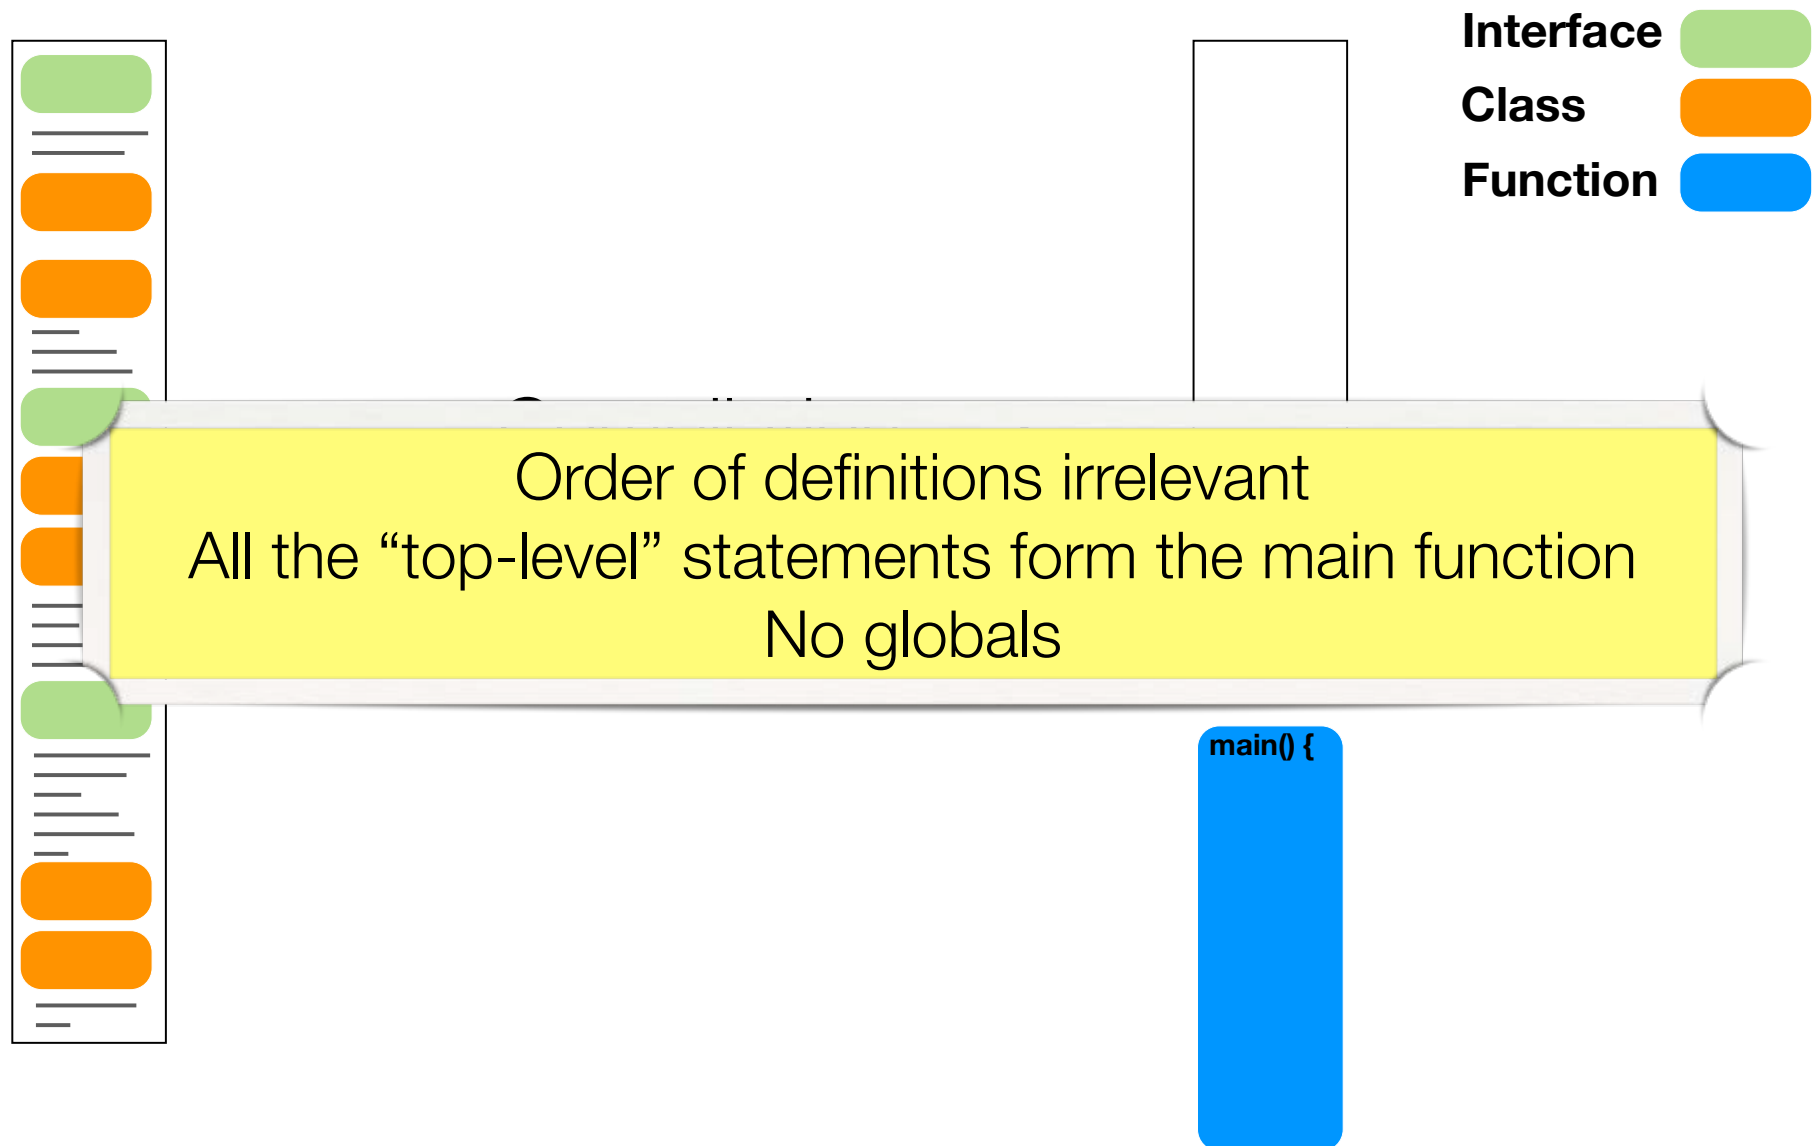 Interface
Class
Function
Order of definitions irrelevant
All the “top-level” statements form the main function
No globals
main() {